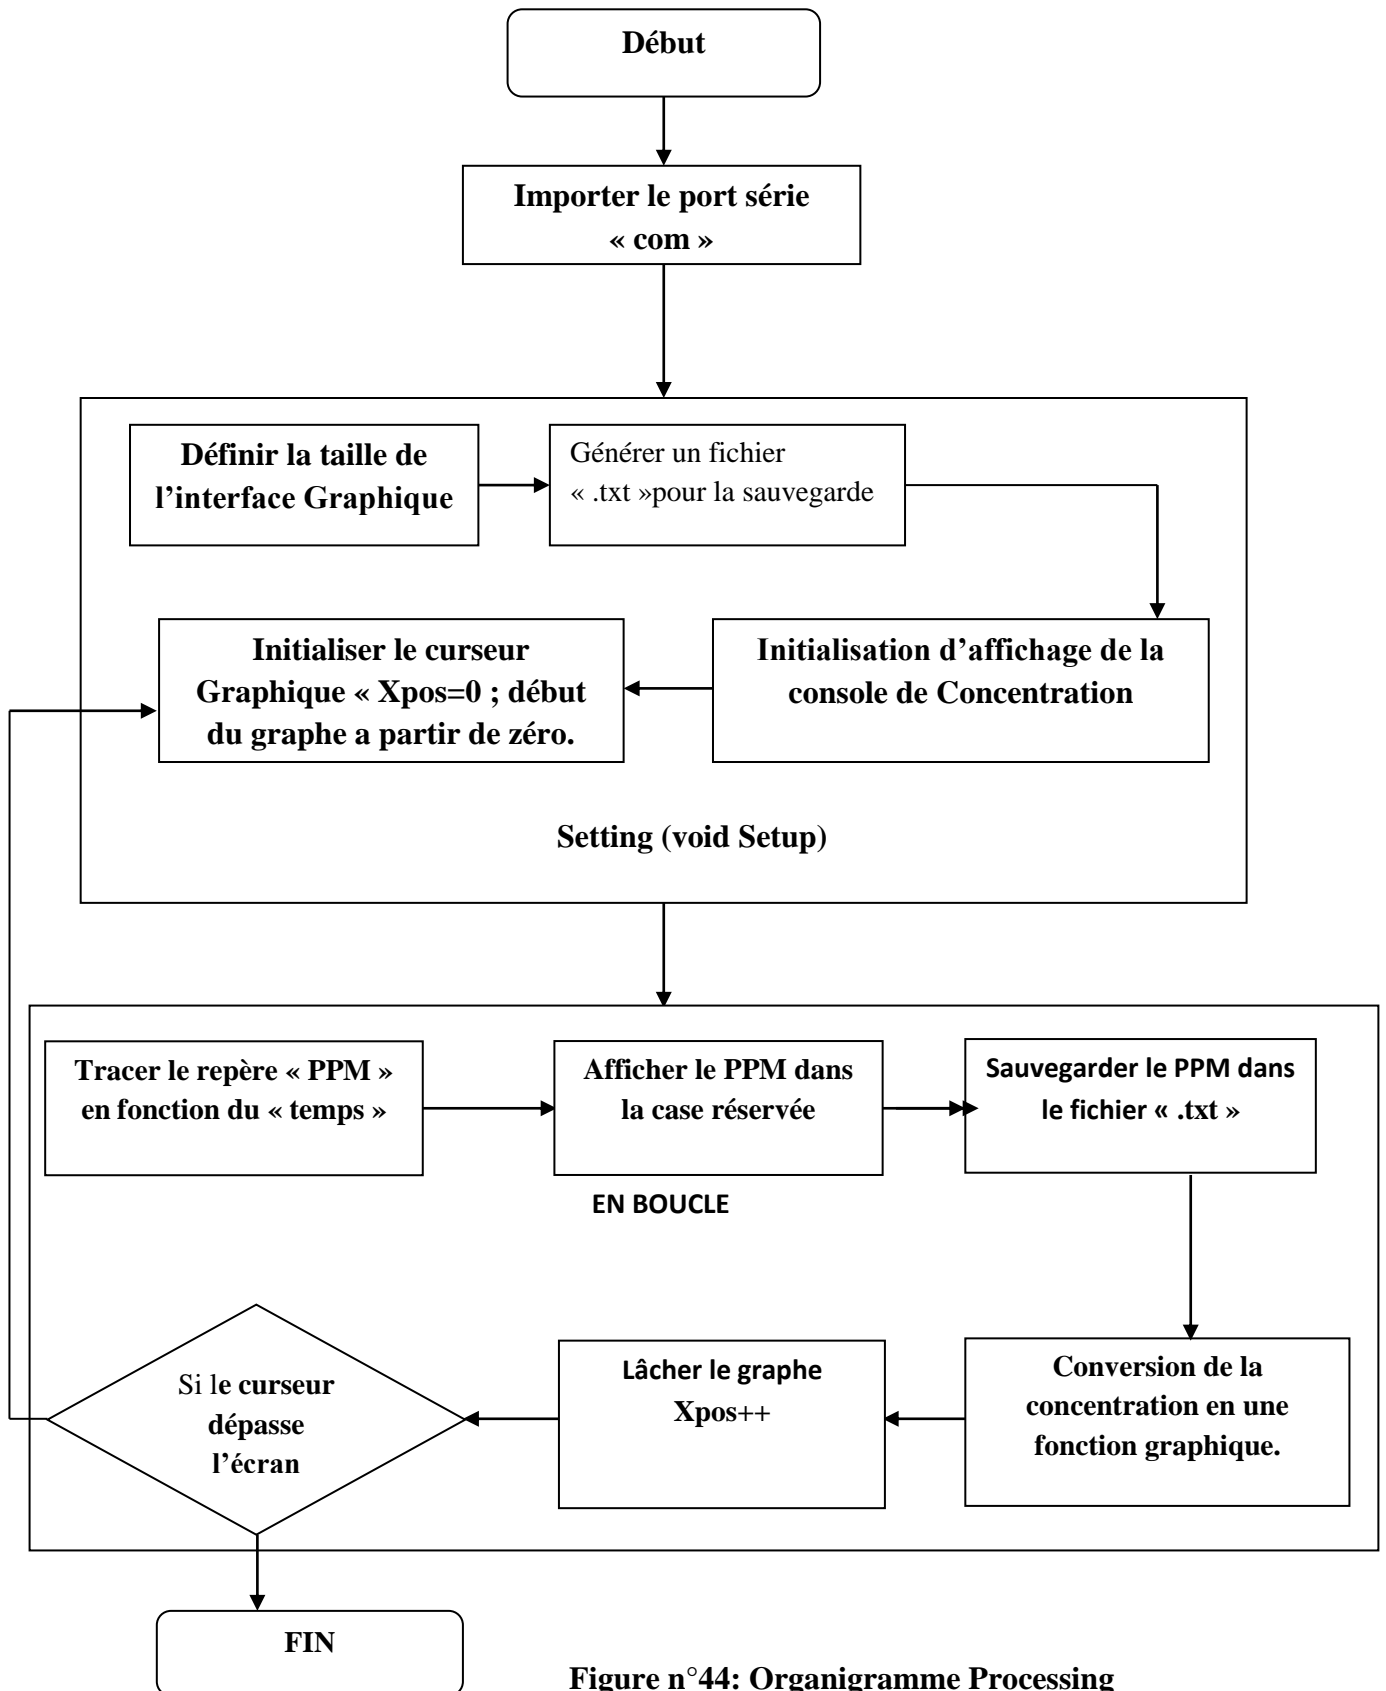 Début
Importer le port série
« com »
Définir la taille de
l’interface Graphique
Générer un fichier
« .txt »pour la sauvegarde
Initialiser le curseur
Graphique « Xpos=0 ; début
du graphe a partir de zéro.
Initialisation d’affichage de la
console de Concentration
Setting (void Setup)
Tracer le repère « PPM »
en fonction du « temps »
Afficher le PPM dans
la case réservée
Sauvegarder le PPM dans
le fichier « .txt »
EN BOUCLE
Si le curseur
dépasse
l’écran
Lâcher le graphe
Xpos++
Conversion de la
concentration en une
fonction graphique.
FIN
Figure n°44: Organigramme Processing